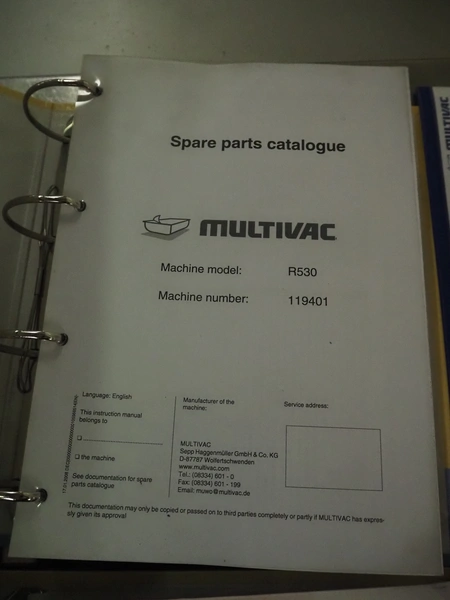 Spare parts catalogue
MULTIVAC
Machine model: R530
Machine number: 119401
Language: English
This instruction manual
belongs to
the machine
See documentation for spare
parts catalogue
Manufacturer of the
machine:
MULTIVAC
Sepp Haggenmüller GmbH & Co. KG
D-87787 Wolfertschwenden
www.multivac.com
Tel.: (08334) 601 - 0
Fax: (08334) 601 - 199
Email: muwo@multivac.de
Service address:
This documentation may only be copied or passed on to third parties completely or partly if MULTIVAC has expres-
sly given its approval
MULTIVAC